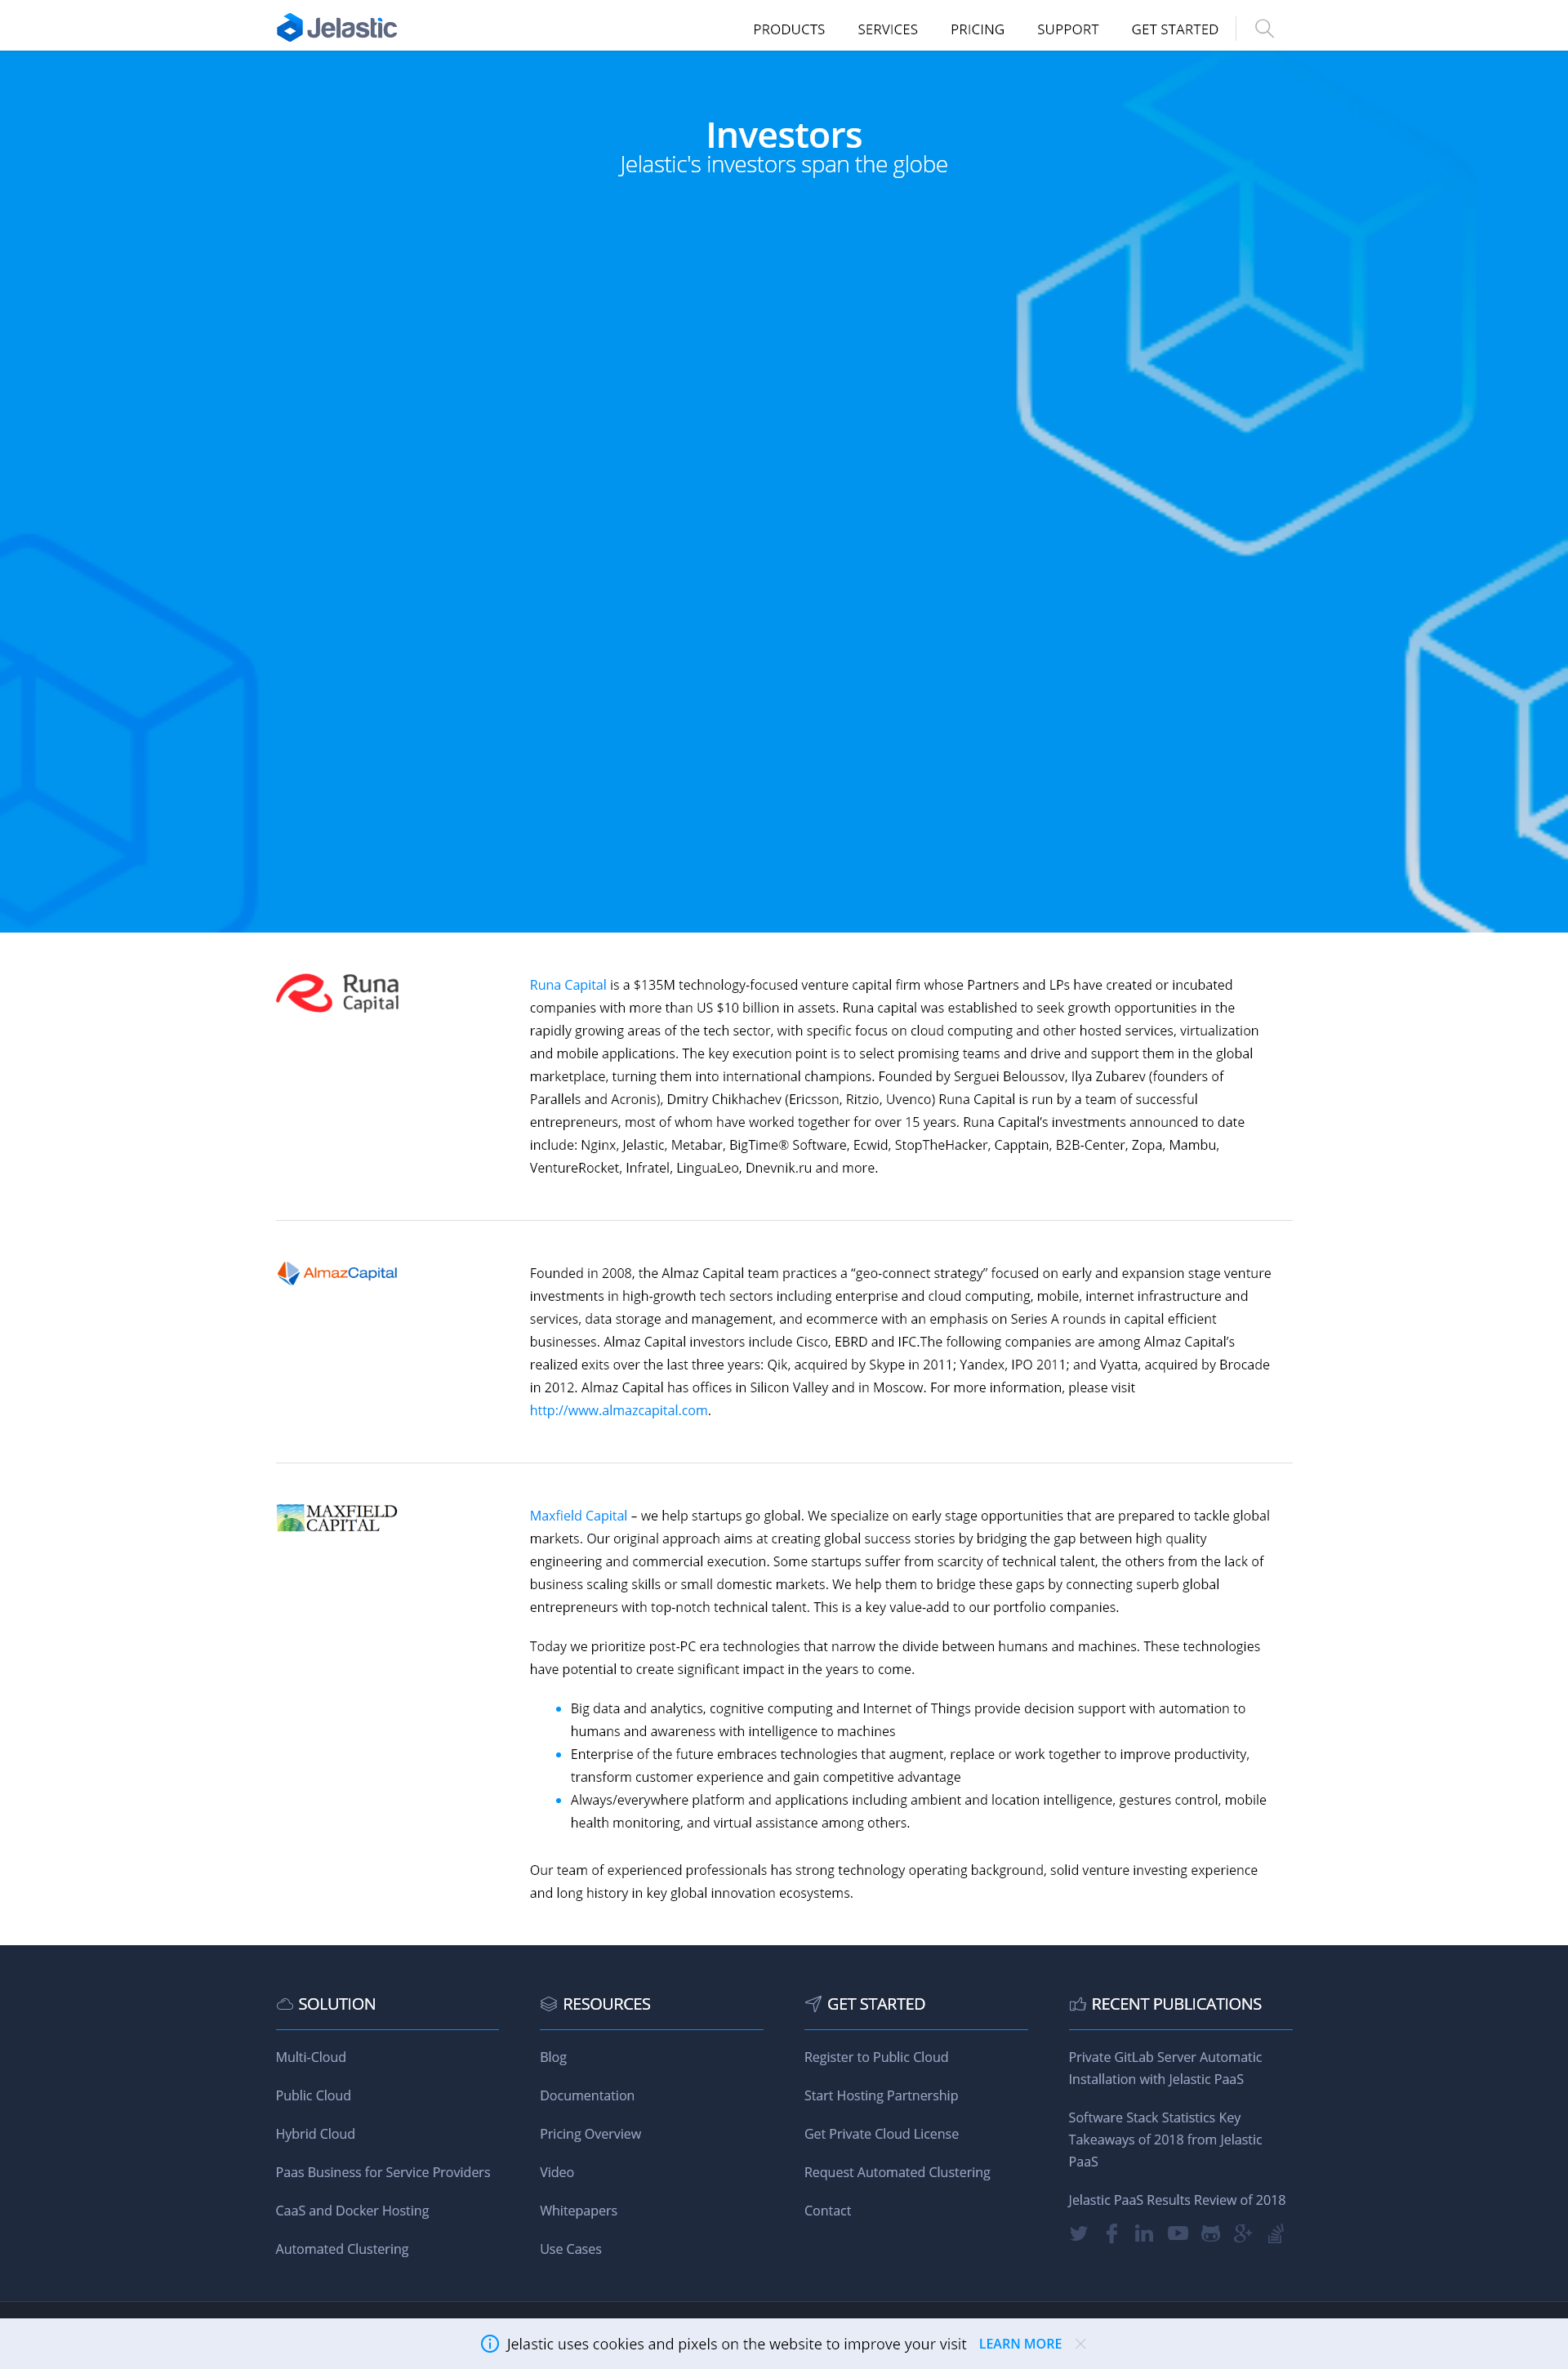 Jelastic
PRODUCTS SERVICES PRICING SUPPORT GET STARTED
Investors
Jelastic's investors span the globe
Runa
Capital
Runa Capital is a $135M technology-focused venture capital firm whose Partners and LPs have created or incubated
companies with more than US $10 billion in assets. Runa capital was established to seek growth opportunities in the
rapidly growing areas of the tech sector, with specific focus on cloud computing and other hosted services, virtualization
and mobile applications. The key execution point is to select promising teams and drive and support them in the global
marketplace, turning them into international champions. Founded by Serguei Beloussov, Ilya Zubarev (founders of
Parallels and Acronis), Dmitry Chikhachev (Ericsson, Ritzio, Uvenco) Runa Capital is run by a team of successful
entrepreneurs, most of whom have worked together for over 15 years. Runa Capital’s investments announced to date
include: Nginx, Jelastic, Metabar, BigTime® Software, Ecwid, StopTheHacker, Capptain, B2B-Center, Zopa, Mambu,
VentureRocket, Infratel, LinguaLeo, Dnevnik.ru and more.
AlmazCapital
Founded in 2008, the Almaz Capital team practices a “geo-connect strategy” focused on early and expansion stage venture
investments in high-growth tech sectors including enterprise and cloud computing, mobile, internet infrastructure and
services, data storage and management, and ecommerce with an emphasis on Series A rounds in capital efficient
businesses. Almaz Capital investors include Cisco, EBRD and IFC.The following companies are among Almaz Capital’s
realized exits over the last three years: Qik, acquired by Skype in 2011; Yandex, IPO 2011; and Vyatta, acquired by Brocade
in 2012. Almaz Capital has offices in Silicon Valley and in Moscow. For more information, please visit
http://www.almazcapital.com.
MAXFIELD
CAPITAL
Maxfield Capital – we help startups go global. We specialize on early stage opportunities that are prepared to tackle global
markets. Our original approach aims at creating global success stories by bridging the gap between high quality
engineering and commercial execution. Some startups suffer from scarcity of technical talent, the others from the lack of
business scaling skills or small domestic markets. We help them to bridge these gaps by connecting superb global
entrepreneurs with top-notch technical talent. This is a key value-add to our portfolio companies.
Today we prioritize post-PC era technologies that narrow the divide between humans and machines. These technologies
have potential to create significant impact in the years to come.
Big data and analytics, cognitive computing and Internet of Things provide decision support with automation to
humans and awareness with intelligence to machines
Enterprise of the future embraces technologies that augment, replace or work together to improve productivity,
transform customer experience and gain competitive advantage
Always/everywhere platform and applications including ambient and location intelligence, gestures control, mobile
health monitoring, and virtual assistance among others.
Our team of experienced professionals has strong technology operating background, solid venture investing experience
and long history in key global innovation ecosystems.
SOLUTION
Multi-Cloud
Public Cloud
Hybrid Cloud
Paas Business for Service Providers
CaaS and Docker Hosting
Automated Clustering
RESOURCES
Blog
Documentation
Pricing Overview
Video
Whitepapers
Use Cases
GET STARTED
Register to Public Cloud
Start Hosting Partnership
Get Private Cloud License
Request Automated Clustering
Contact
RECENT PUBLICATIONS
Private GitLab Server Automatic
Installation with Jelastic PaaS
Software Stack Statistics Key
Takeaways of 2018 from Jelastic
PaaS
Jelastic PaaS Results Review of 2018
Jelastic uses cookies and pixels on the website to improve your visit LEARN MORE